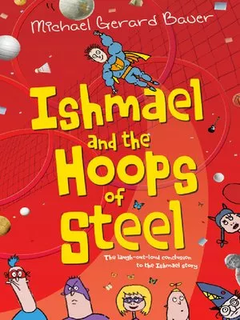 Michael Gerard Bauer
Ishmael
and the
Hoops
of
Steel
The laugh-out-loud conclusion
to the Ishmael story